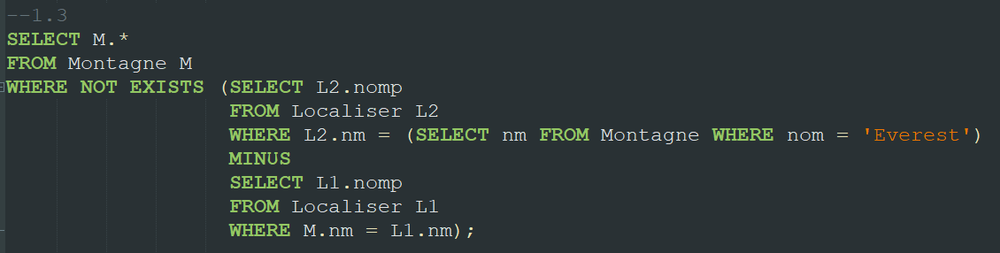 --1.3
SELECT M.*
FROM Montagne M
WHERE NOT EXISTS (SELECT L2.nomp
FROM Localiser L2
WHERE L2.nm = (SELECT nm FROM Montagne WHERE nom = 'Everest')
MINUS
SELECT L1.nomp
FROM Localiser L1
WHERE M.nm = L1.nm);